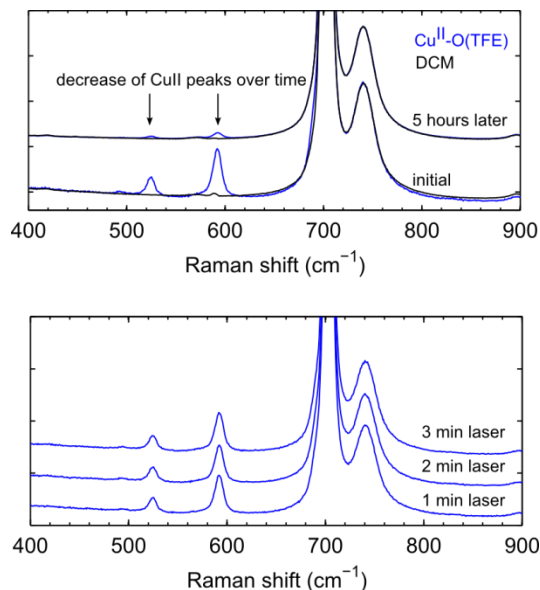 Cuᴵᴵ-O(TFE)
DCM
decrease of CuII peaks over time
5 hours later
initial
400 500 600 700 800 900
Raman shift (cm⁻¹)
3 min laser
2 min laser
1 min laser
400 500 600 700 800 900
Raman shift (cm⁻¹)